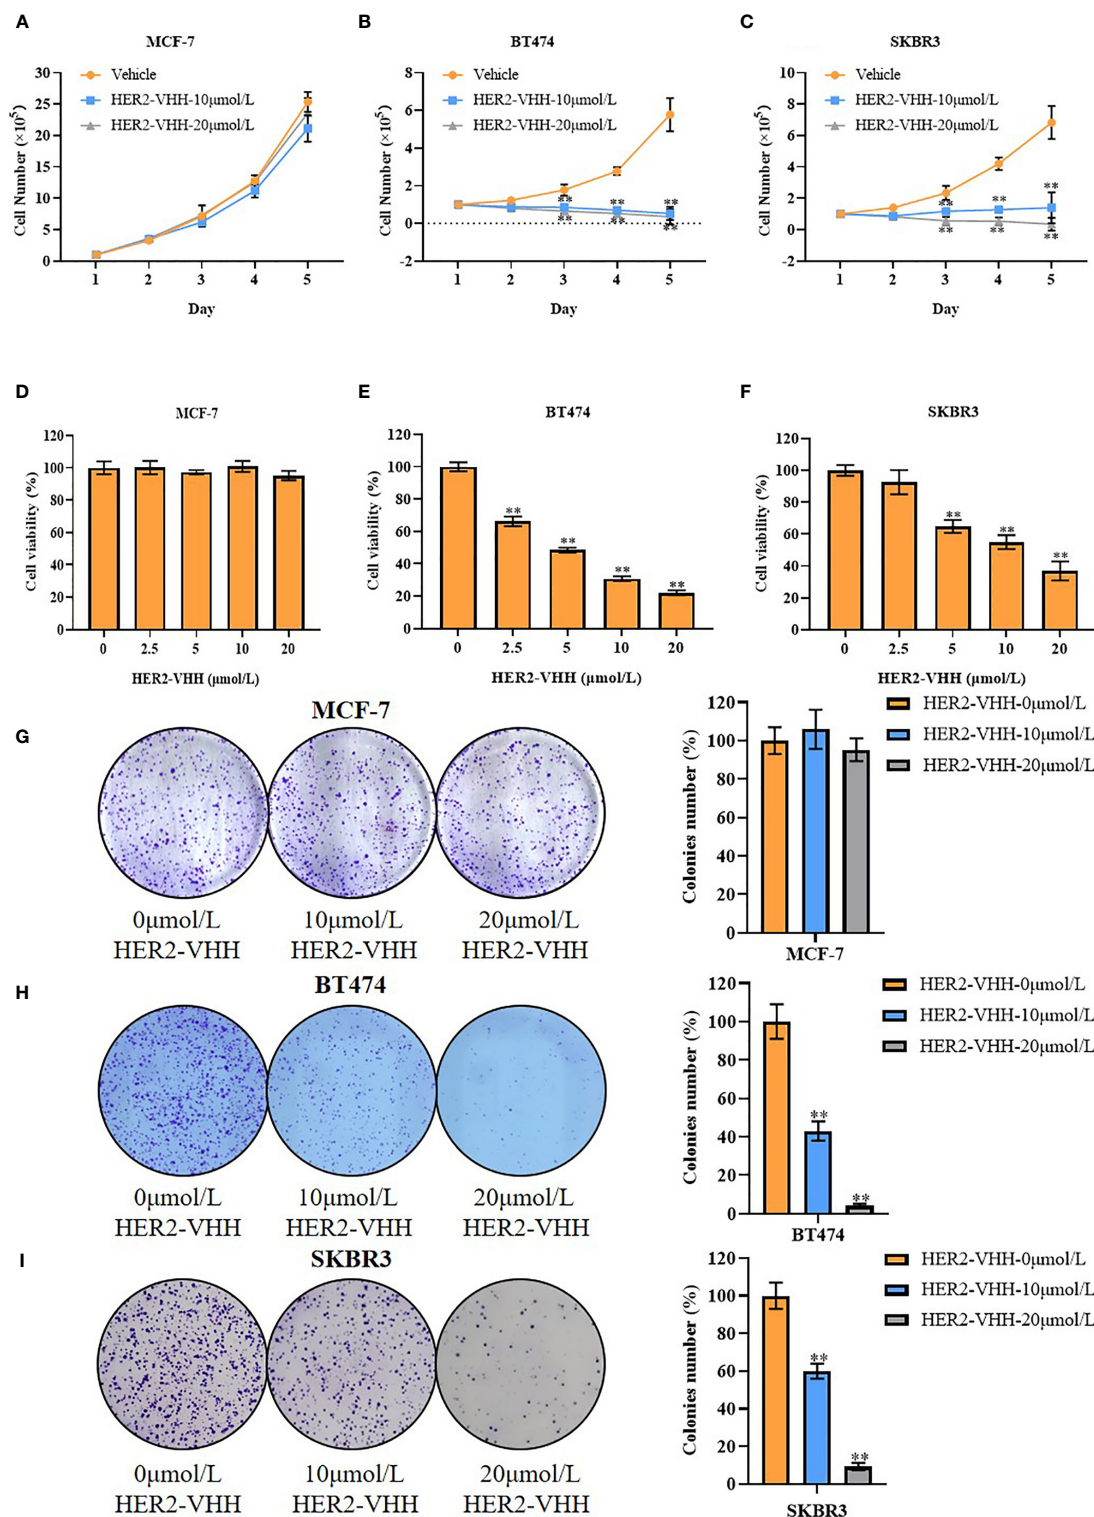 A
B
C
MCF-7
BT474
SKBR3
Vehicle
HER2-VHH-10μmol/L
HER2-VHH-20μmol/L
Cell Number (×10⁵)
30
25
20
15
10
5
0
1 2 3 4 5
Day
Vehicle
HER2-VHH-10μmol/L
HER2-VHH-20μmol/L
Cell Number (×10⁵)
8
6
4
2
0
-2
** ** **
** ** **
1 2 3 4 5
Day
Vehicle
HER2-VHH-10μmol/L
HER2-VHH-20μmol/L
Cell Number (×10⁵)
10
8
6
4
2
0
-2
** ** **
** ** **
1 2 3 4 5
Day
D
E
F
MCF-7
Cell viability (%)
120
100
80
60
40
20
0
0 2.5 5 10 20
HER2-VHH (μmol/L)
BT474
Cell viability (%)
120
100
80
60
40
20
0
** ** ** **
0 2.5 5 10 20
HER2-VHH (μmol/L)
SKBR3
Cell viability (%)
120
100
80
60
40
20
0
** ** **
0 2.5 5 10 20
HER2-VHH (μmol/L)
G
MCF-7
0μmol/L 10μmol/L 20μmol/L
HER2-VHH HER2-VHH HER2-VHH
Colonies number (%)
120
100
80
60
40
20
0
MCF-7
HER2-VHH-0μmol/L
HER2-VHH-10μmol/L
HER2-VHH-20μmol/L
H
BT474
0μmol/L 10μmol/L 20μmol/L
HER2-VHH HER2-VHH HER2-VHH
Colonies number (%)
120
100
80
60
40
20
0
** **
BT474
HER2-VHH-0μmol/L
HER2-VHH-10μmol/L
HER2-VHH-20μmol/L
I
SKBR3
0μmol/L 10μmol/L 20μmol/L
HER2-VHH HER2-VHH HER2-VHH
Colonies number (%)
120
100
80
60
40
20
0
** **
SKBR3
HER2-VHH-0μmol/L
HER2-VHH-10μmol/L
HER2-VHH-20μmol/L